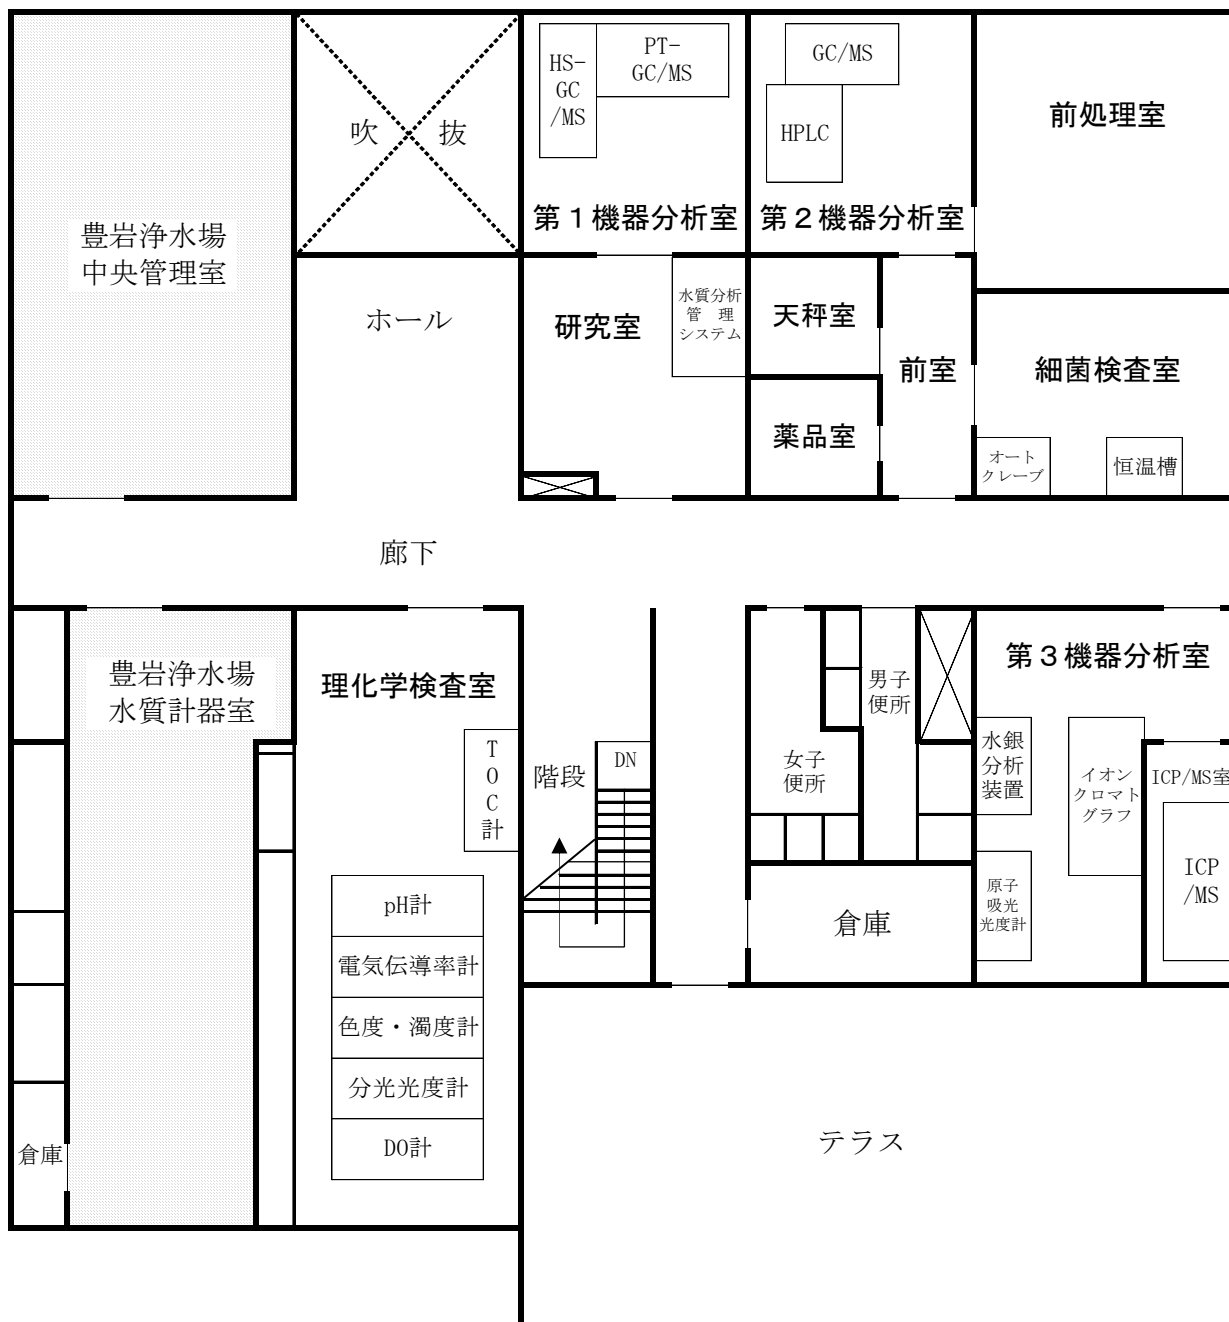 HS-
GC
/MS
PT-
GC/MS
GC/MS
HPLC
前処理室
吹 抜
第１機器分析室
第２機器分析室
豊岩浄水場
中央管理室
ホール
研究室
水質分析
管　理
システム
天秤室
前室
細菌検査室
薬品室
オート
クレーブ
恒温槽
廊下
豊岩浄水場
水質計器室
理化学検査室
T
O
C
計
階段
DN
女子
便所
男子
便所
第３機器分析室
水銀
分析
装置
イオン
クロマト
グラフ
ICP/MS室
ICP
/MS
原子
吸光
光度計
倉庫
pH計
電気伝導率計
色度・濁度計
分光光度計
DO計
倉庫
テラス